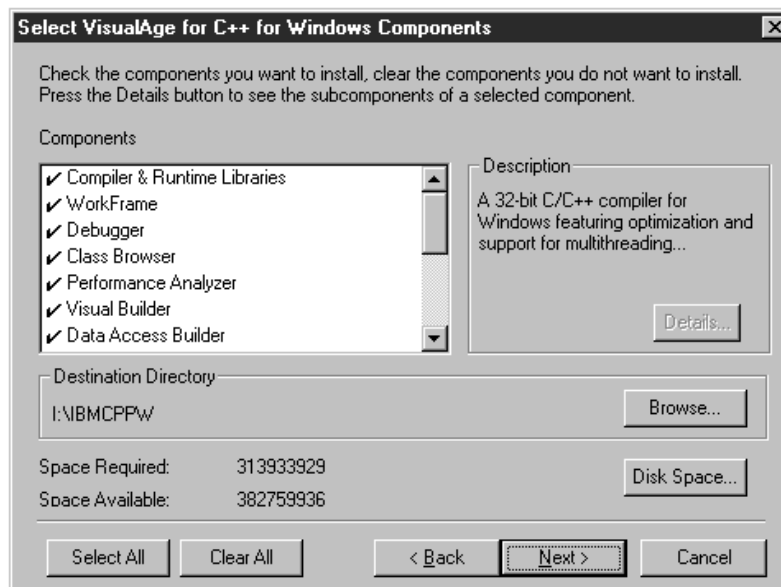 Select VisualAge for C++ for Windows Components
Check the components you want to install, clear the components you do not want to install.
Press the Details button to see the subcomponents of a selected component.
Components
Compiler & Runtime Libraries
WorkFrame
Debugger
Class Browser
Performance Analyzer
Visual Builder
Data Access Builder
Description
A 32-bit C/C++ compiler for
Windows featuring optimization and
support for multithreading...
Details...
Destination Directory
I:\IBMCPPW
Browse...
Space Required: 313933929
Space Available: 382759936
Disk Space...
Select All
Clear All
< Back
Next >
Cancel